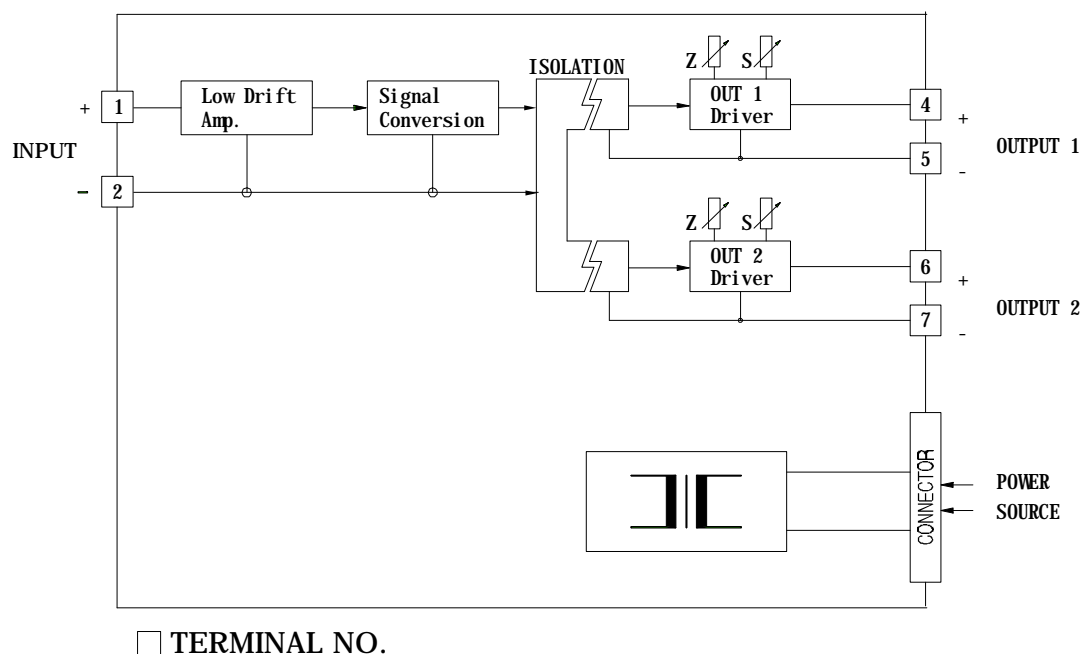 ISOLATION
Z
S
+
1
Low Drift
Amp.
Signal
Conversion
OUT 1
Driver
4
+
OUTPUT 1
INPUT
5
-
-
2
Z
S
OUT 2
Driver
6
+
OUTPUT 2
7
-
CONNECTOR
POWER
SOURCE
TERMINAL NO.